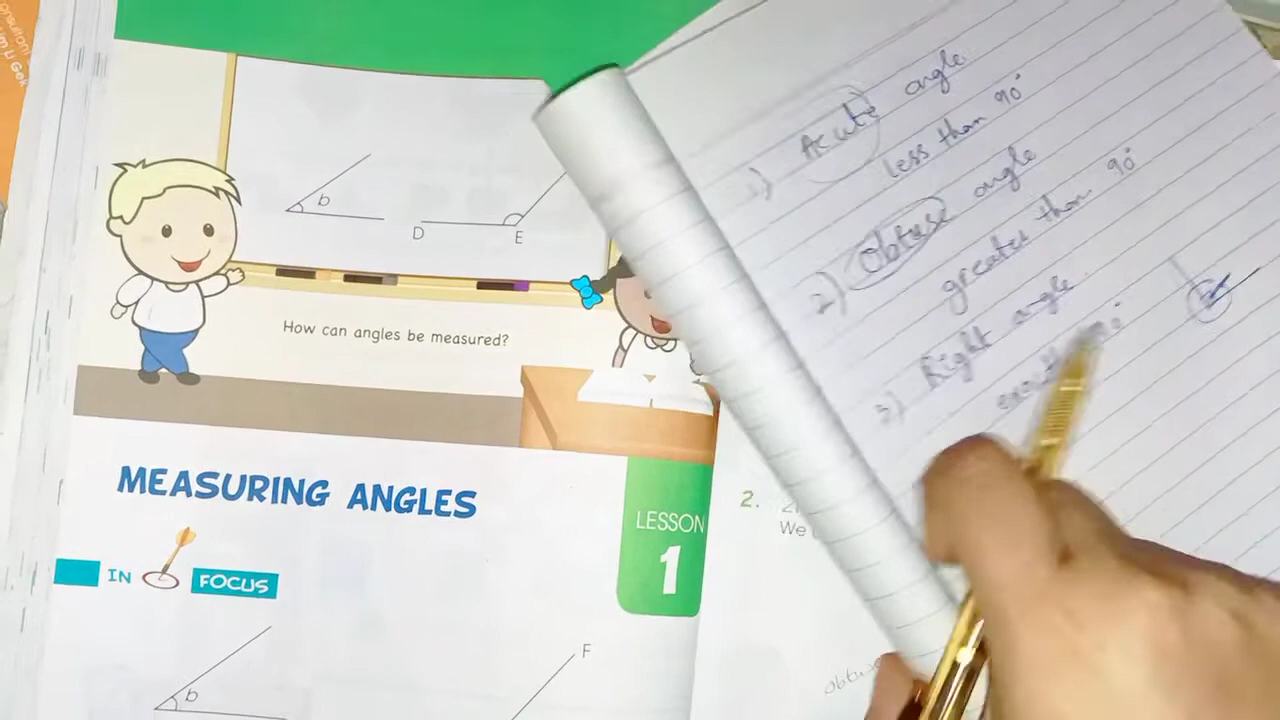 b
D
E
How can angles be measured?
MEASURING ANGLES
IN FOCUS
LESSON
1
b
F
2.
We
1) Acute angle
less than 90°
2) Obtuse angle
greater than 90°
3) Right angle